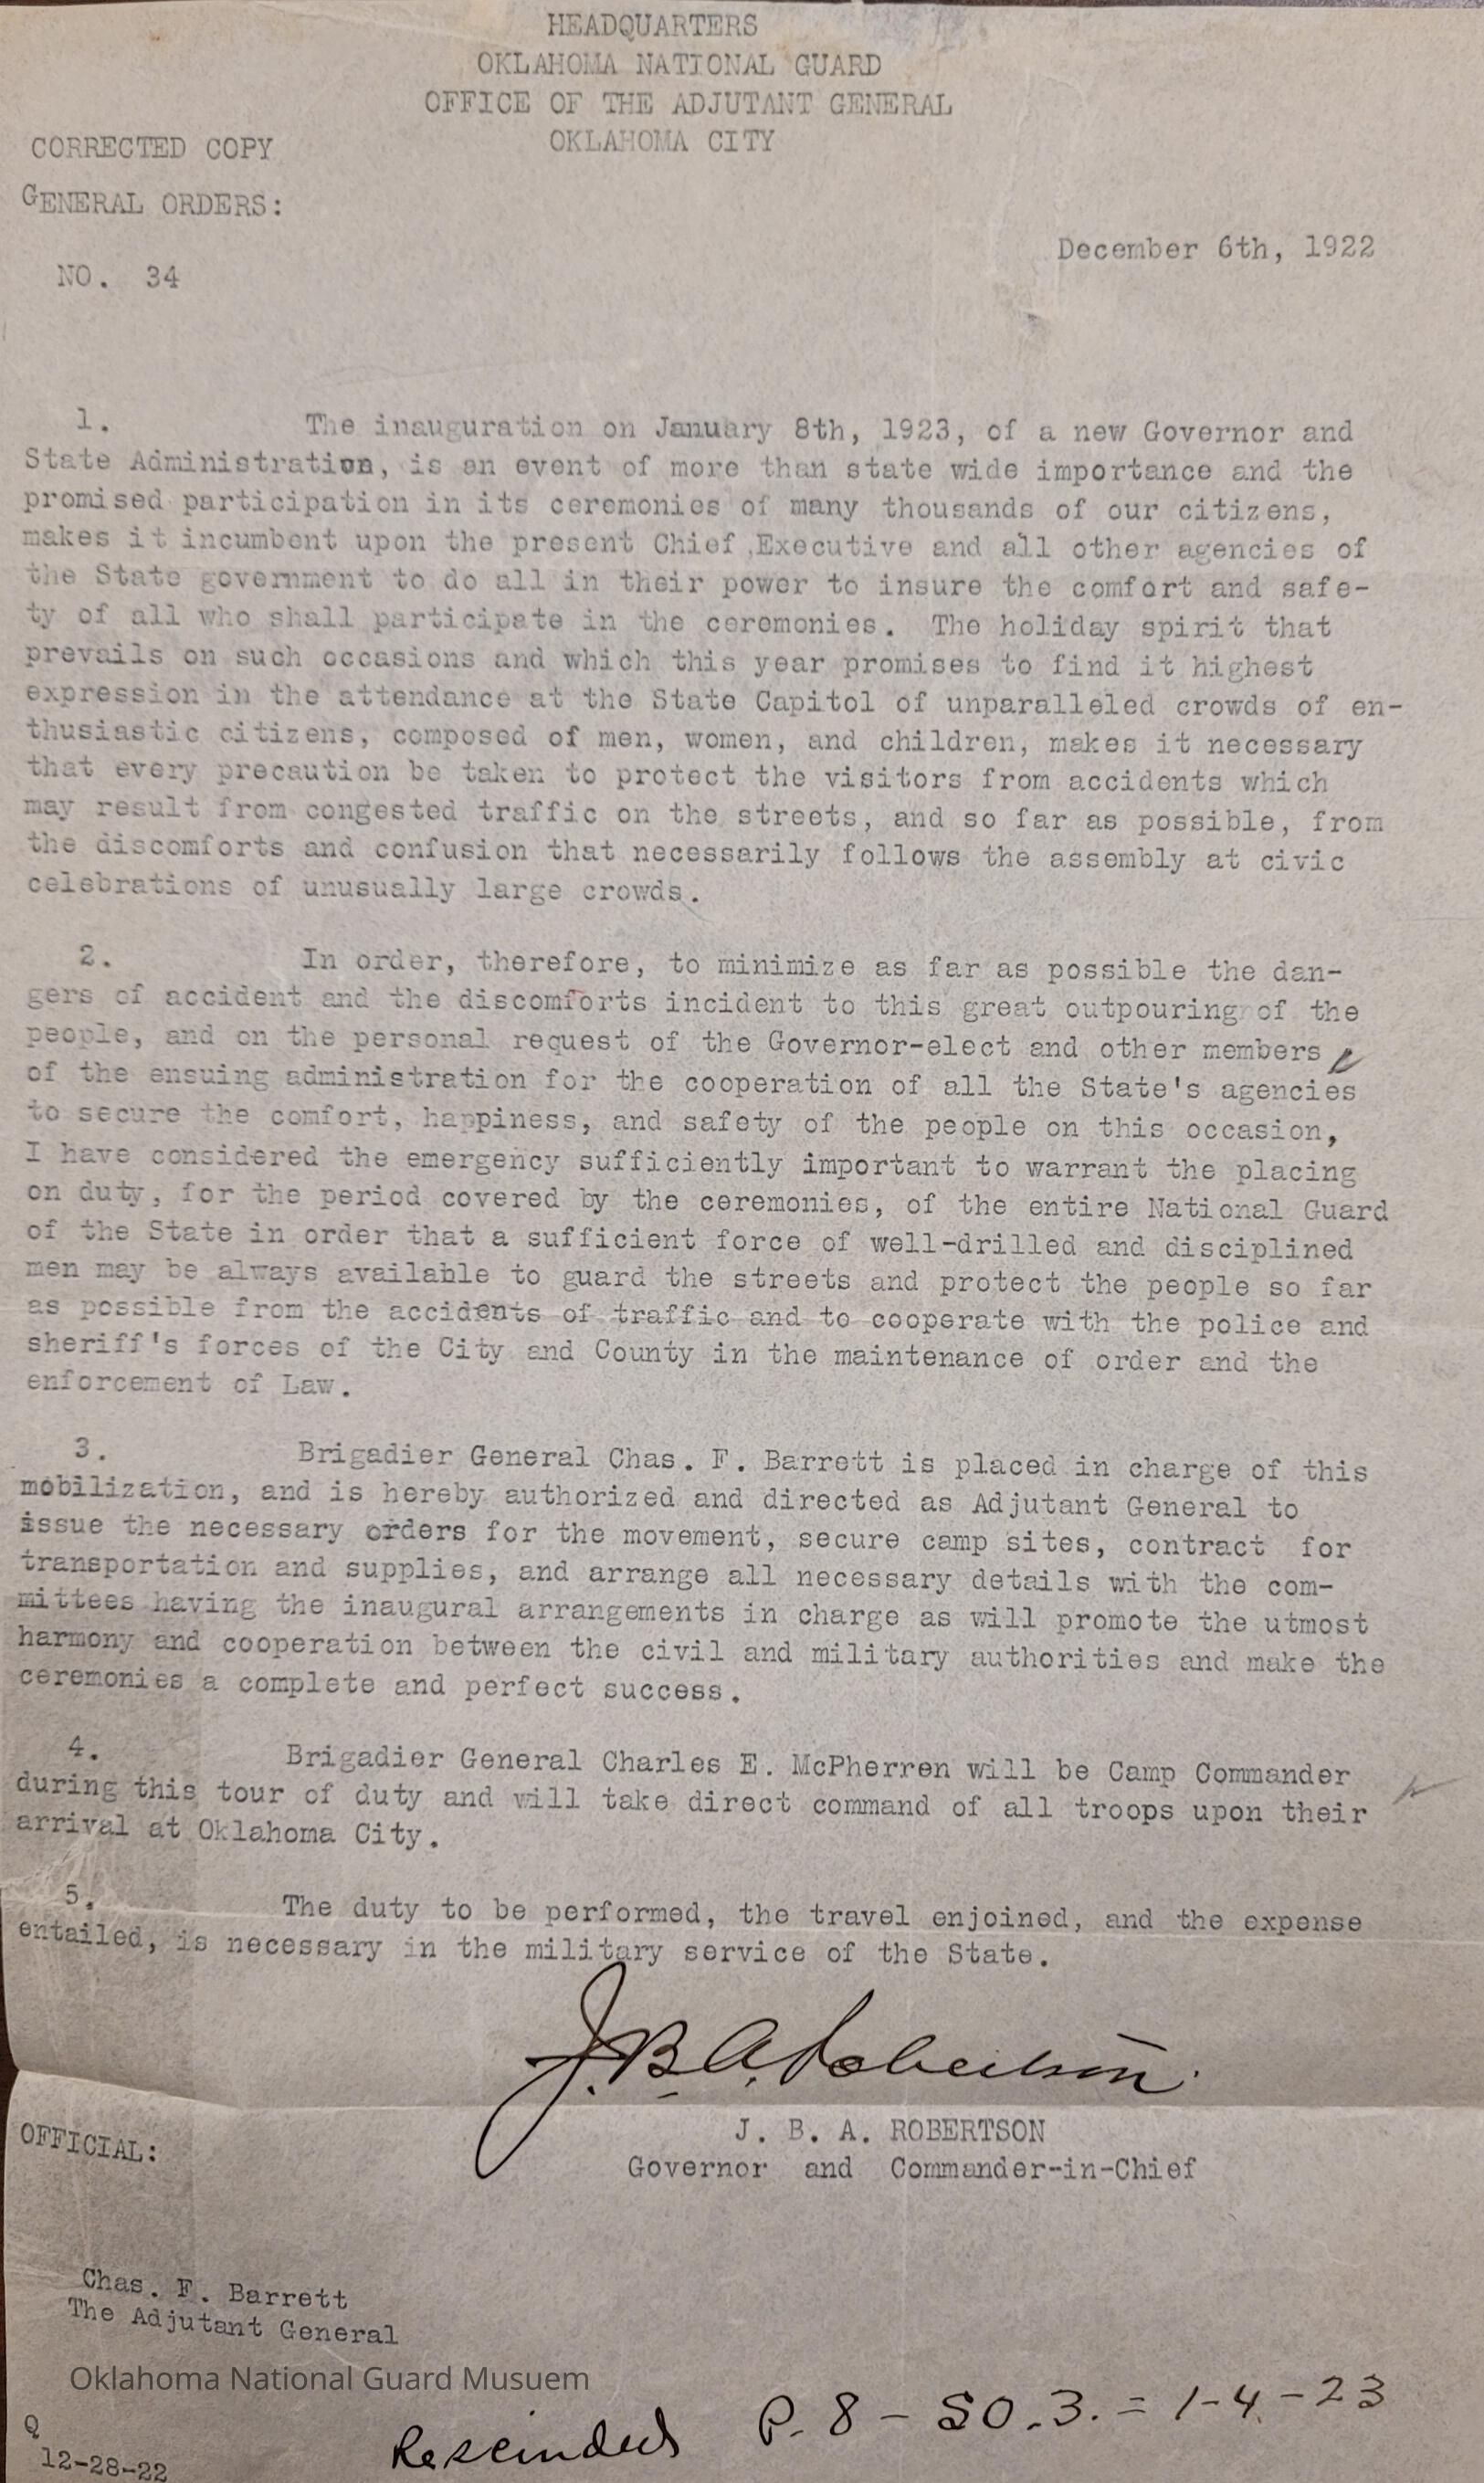 HEADQUARTERS
OKLAHOMA NATIONAL GUARD
OFFICE OF THE ADJUTANT GENERAL
OKLAHOMA CITY
CORRECTED COPY
GENERAL ORDERS:
December 6th, 1922
NO. 34
1. The inauguration on January 8th, 1923, of a new Governor and
State Administration, is an event of more than state wide importance and the
promised participation in its ceremonies of many thousands of our citizens,
makes it incumbent upon the present Chief Executive and all other agencies of
the State government to do all in their power to insure the comfort and safe-
ty of all who shall participate in the ceremonies. The holiday spirit that
prevails on such occasions and which this year promises to find it highest
expression in the attendance at the State Capitol of unparalleled crowds of en-
thusiastic citizens, composed of men, women, and children, makes it necessary
that every precaution be taken to protect the visitors from accidents which
may result from congested traffic on the streets, and so far as possible, from
the discomforts and confusion that necessarily follows the assembly at civic
celebrations of unusually large crowds.
2. In order, therefore, to minimize as far as possible the dan-
gers of accident and the discomforts incident to this great outpouring of the
people, and on the personal request of the Governor-elect and other members
of the ensuing administration for the cooperation of all the State's agencies
to secure the comfort, happiness, and safety of the people on this occasion,
I have considered the emergency sufficiently important to warrant the placing
on duty, for the period covered by the ceremonies, of the entire National Guard
of the State in order that a sufficient force of well-drilled and disciplined
men may be always available to guard the streets and protect the people so far
as possible from the accidents of traffic and to cooperate with the police and
sheriff's forces of the City and County in the maintenance of order and the
enforcement of Law.
3. Brigadier General Chas. F. Barrett is placed in charge of this
mobilization, and is hereby authorized and directed as Adjutant General to
issue the necessary orders for the movement, secure camp sites, contract for
transportation and supplies, and arrange all necessary details with the com-
mittees having the inaugural arrangements in charge as will promote the utmost
harmony and cooperation between the civil and military authorities and make the
ceremonies a complete and perfect success.
4. Brigadier General Charles E. McPherren will be Camp Commander
during this tour of duty and will take direct command of all troops upon their
arrival at Oklahoma City.
5. The duty to be performed, the travel enjoined, and the expense
entailed, is necessary in the military service of the State.
J. B. A. Robertson.
J. B. A. ROBERTSON
Governor and Commander-in-Chief
OFFICIAL:
Chas. F. Barrett
The Adjutant General
Oklahoma National Guard Musuem
Q
12-28-22
Rescinded P. 8 - SO. 3. = 1-4-23